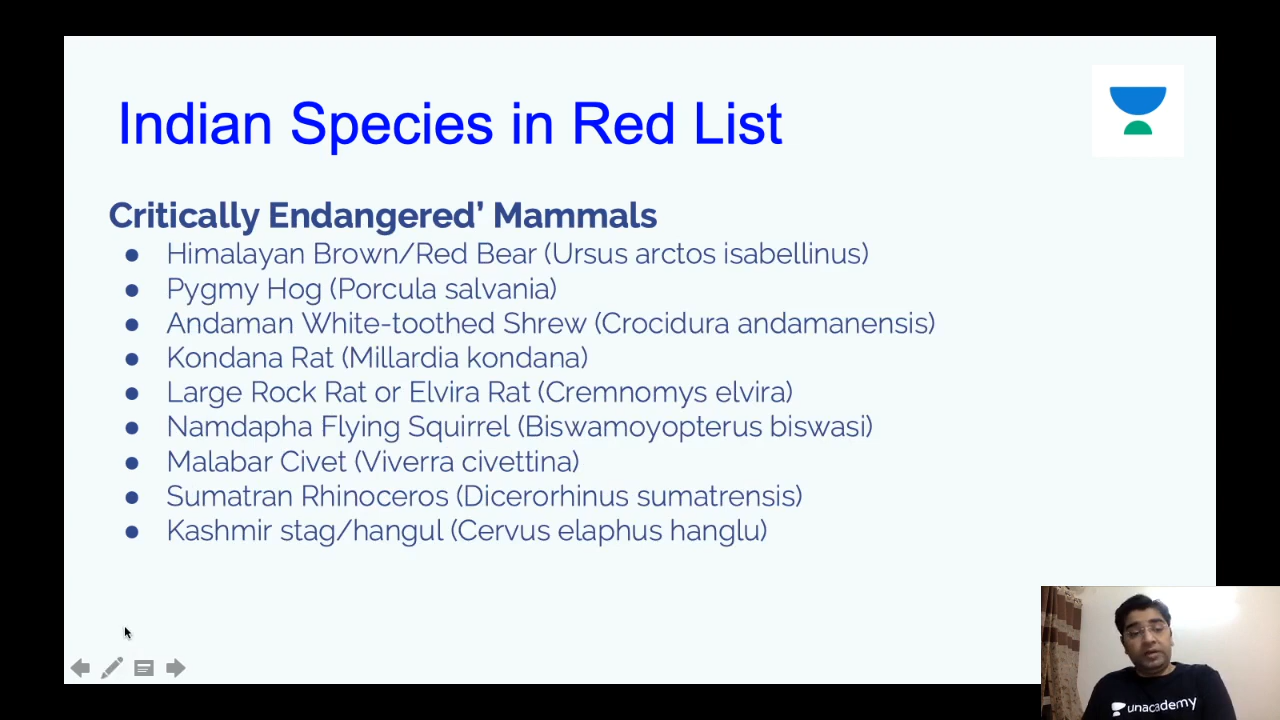 Indian Species in Red List
Critically Endangered’ Mammals
● Himalayan Brown/Red Bear (Ursus arctos isabellinus)
● Pygmy Hog (Porcula salvania)
● Andaman White-toothed Shrew (Crocidura andamanensis)
● Kondana Rat (Millardia kondana)
● Large Rock Rat or Elvira Rat (Cremnomys elvira)
● Namdapha Flying Squirrel (Biswamoyopterus biswasi)
● Malabar Civet (Viverra civettina)
● Sumatran Rhinoceros (Dicerorhinus sumatrensis)
● Kashmir stag/hangul (Cervus elaphus hanglu)
unacademy